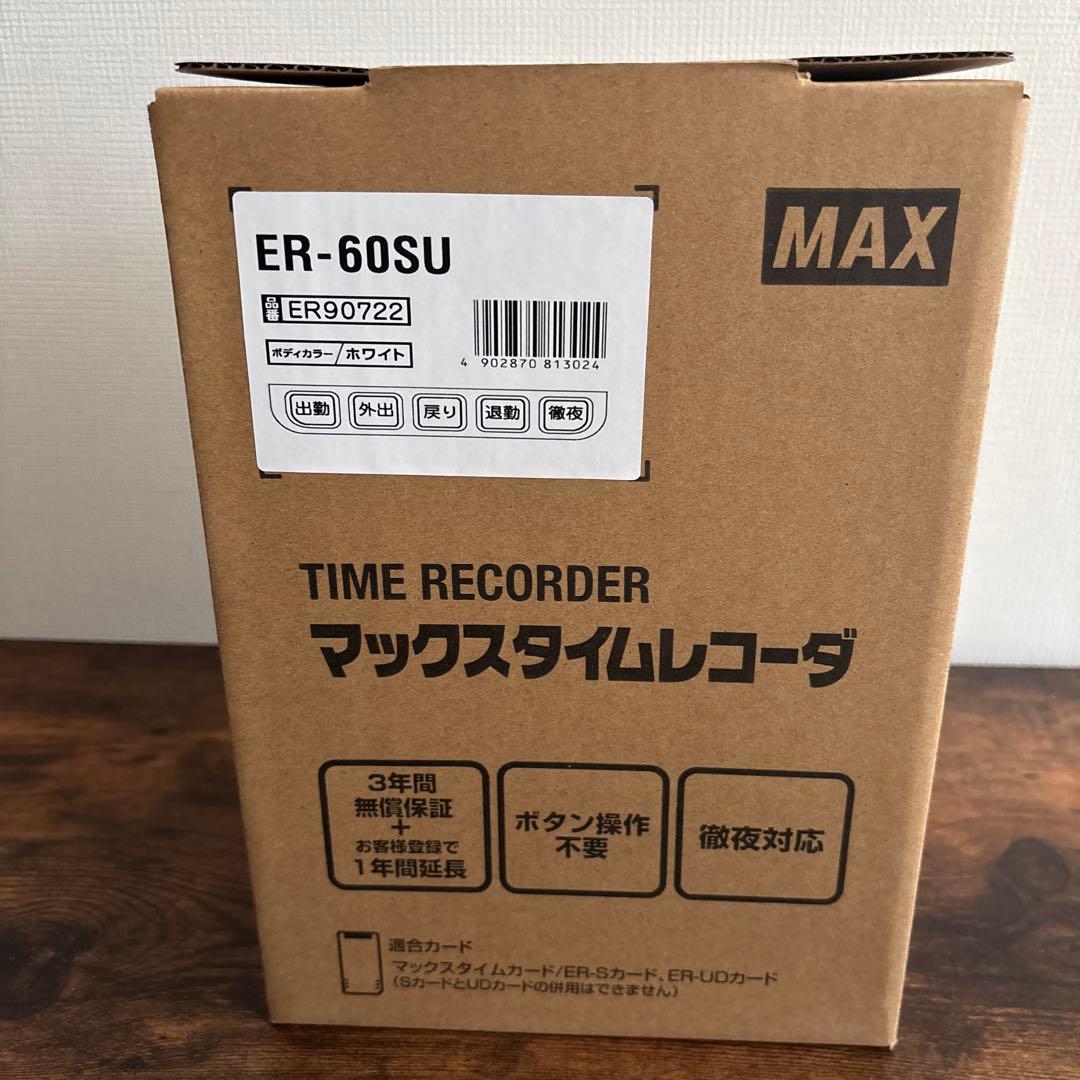 MAX
ER-60SU
品番 ER90722
ボディカラー/ホワイト
4 902870 813024
出勤 外出 戻り 退勤 徹夜
TIME RECORDER
マックスタイムレコーダ
3年間
無償保証
+
お客様登録で
1年間延長
ボタン操作
不要
徹夜対応
適合カード
マックスタイムカード/ER-Sカード、ER-UDカード
(SカードとUDカードの併用はできません)